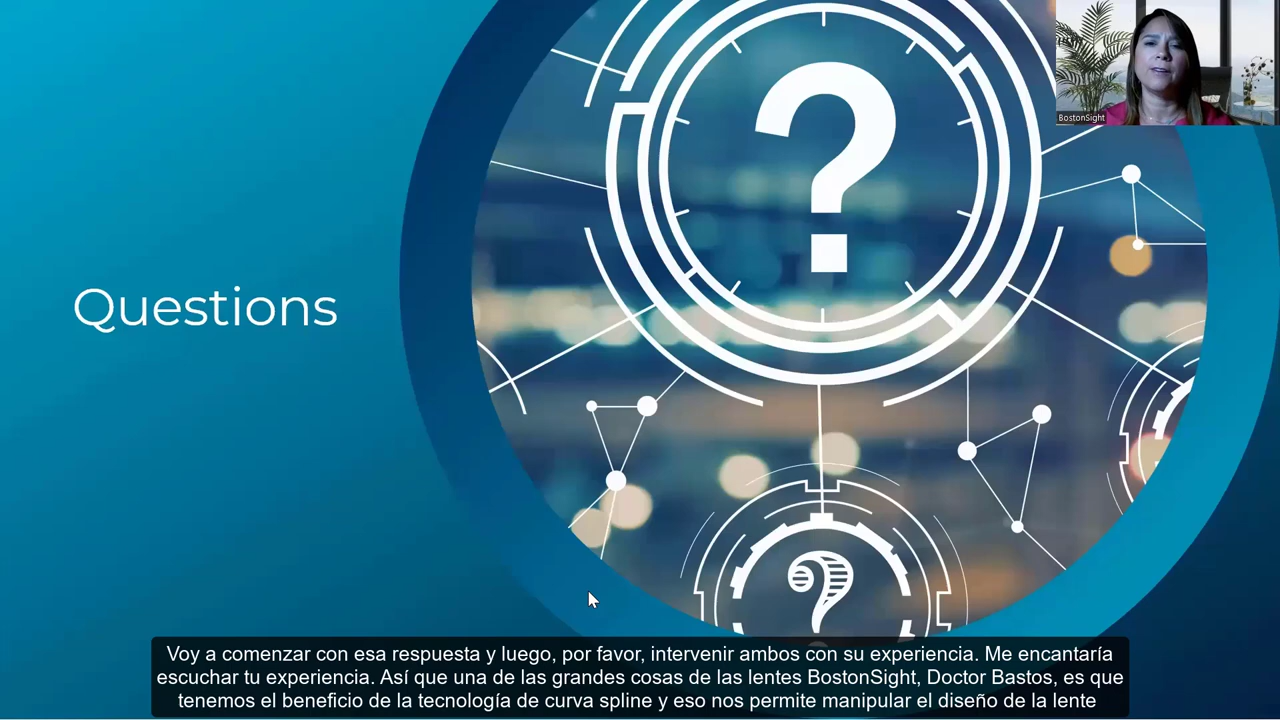 BostonSight
Questions
Voy a comenzar con esa respuesta y luego, por favor, intervenir ambos con su experiencia. Me encantaría
escuchar tu experiencia. Así que una de las grandes cosas de las lentes BostonSight, Doctor Bastos, es que
tenemos el beneficio de la tecnología de curva spline y eso nos permite manipular el diseño de la lente